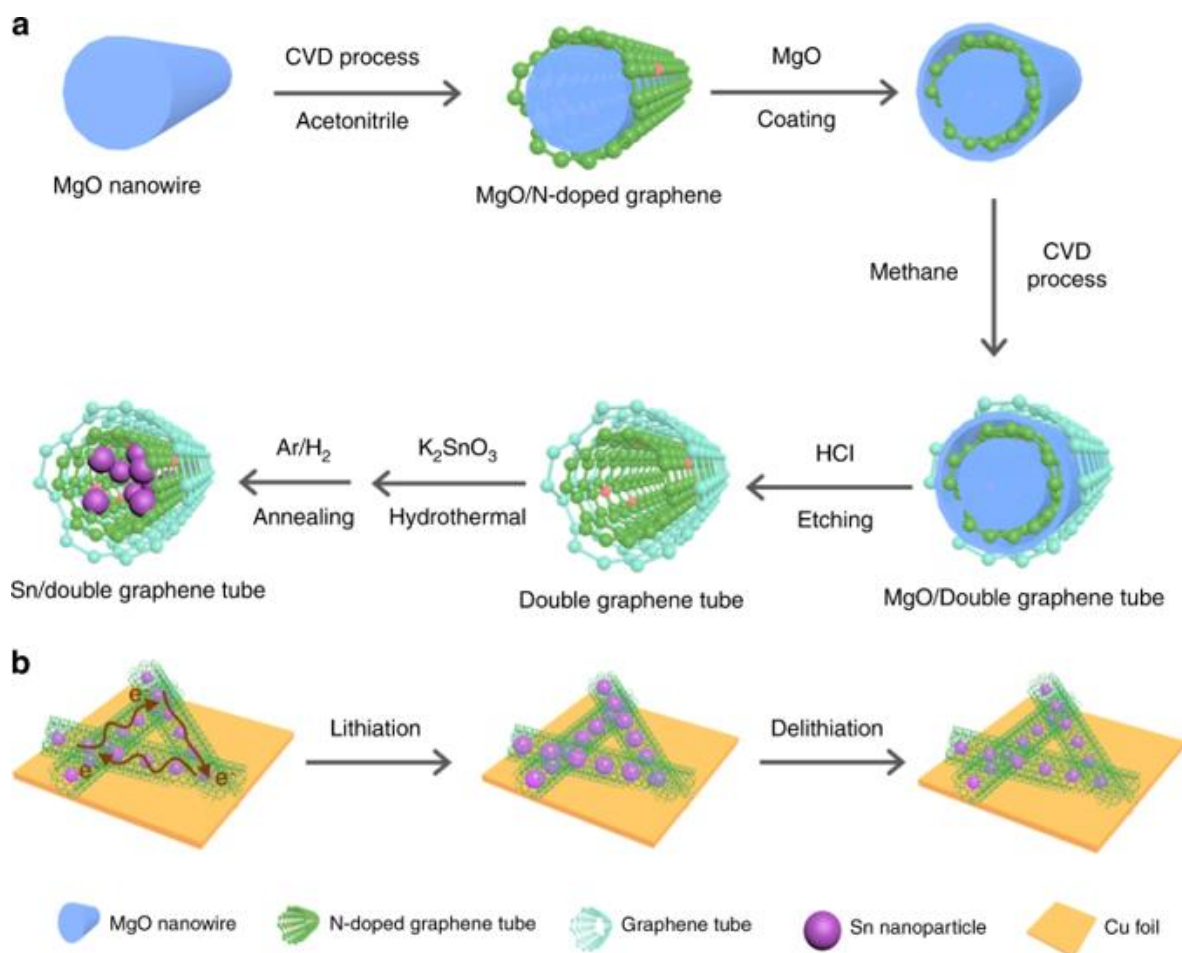 a
CVD process
Acetonitrile
MgO
Coating
MgO nanowire
MgO/N-doped graphene
Methane
CVD
process
Ar/H₂
Annealing
K₂SnO₃
Hydrothermal
HCl
Etching
Sn/double graphene tube
Double graphene tube
MgO/Double graphene tube
b
e⁻
e⁻
e⁻
Lithiation
Delithiation
MgO nanowire
N-doped graphene tube
Graphene tube
Sn nanoparticle
Cu foil